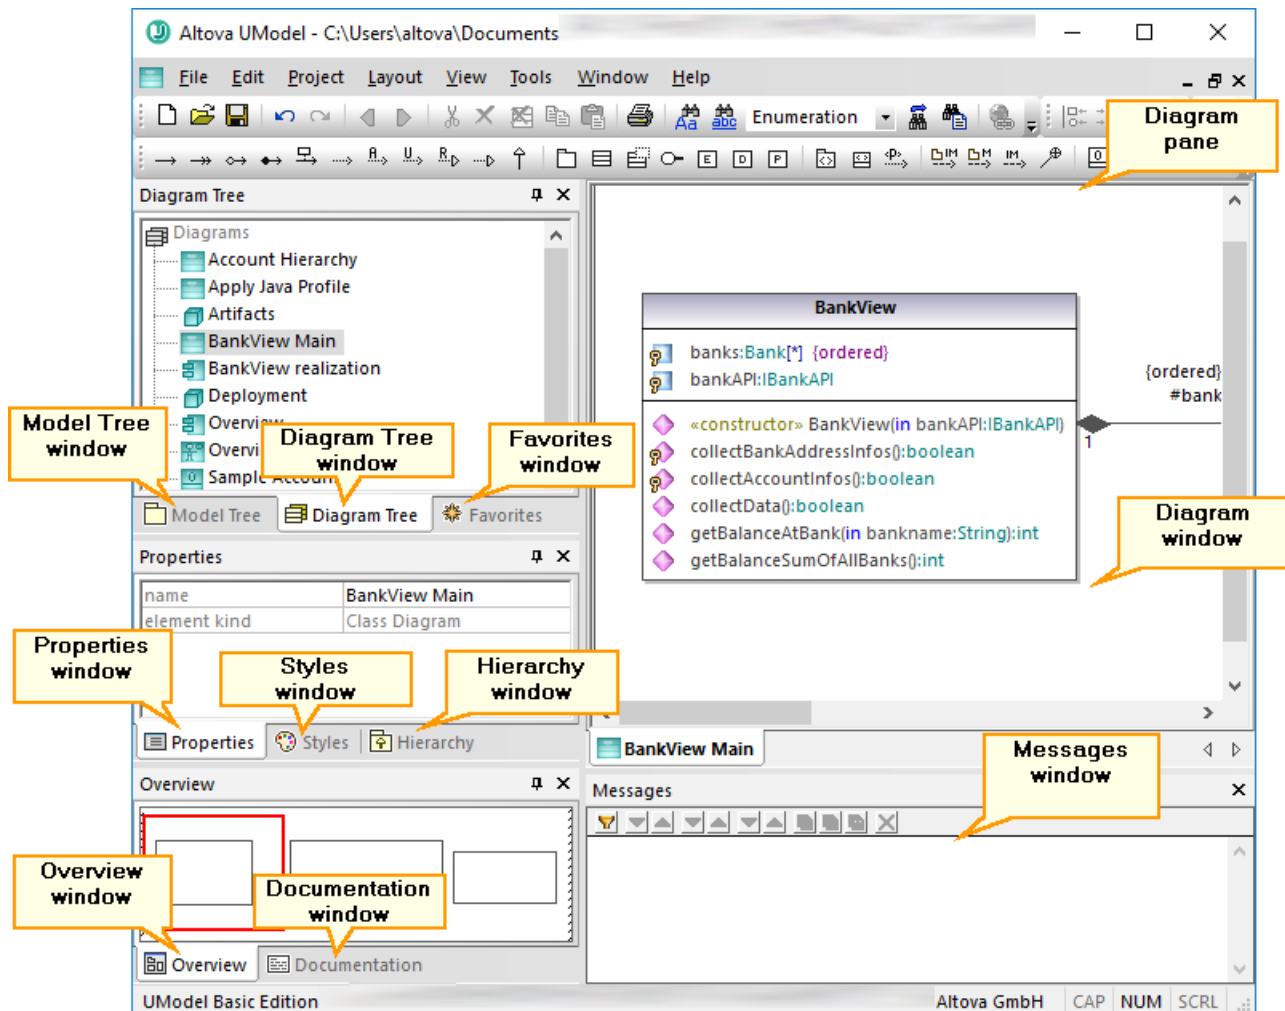 Altova UModel - C:\Users\altova\Documents
File Edit Project Layout View Tools Window Help
Enumeration
Diagram
pane
Diagram Tree
Diagrams
Account Hierarchy
Apply Java Profile
Artifacts
BankView Main
BankView realization
Deployment
Overview
Overvi
Sample Accou
Model Tree
window
Diagram Tree
window
Favorites
window
Model Tree Diagram Tree Favorites
BankView
banks:Bank[*] {ordered}
bankAPI:IBankAPI
«constructor» BankView(in bankAPI:IBankAPI)
collectBankAddressInfos():boolean
collectAccountInfos():boolean
collectData():boolean
getBalanceAtBank(in bankname:String):int
getBalanceSumOfAllBanks():int
{ordered}
#bank
1
Diagram
window
Properties
name BankView Main
element kind Class Diagram
Properties
window
Styles
window
Hierarchy
window
Properties Styles Hierarchy
BankView Main
Messages
window
Overview
Messages
Overview
window
Documentation
window
Overview Documentation
UModel Basic Edition
Altova GmbH CAP NUM SCRL